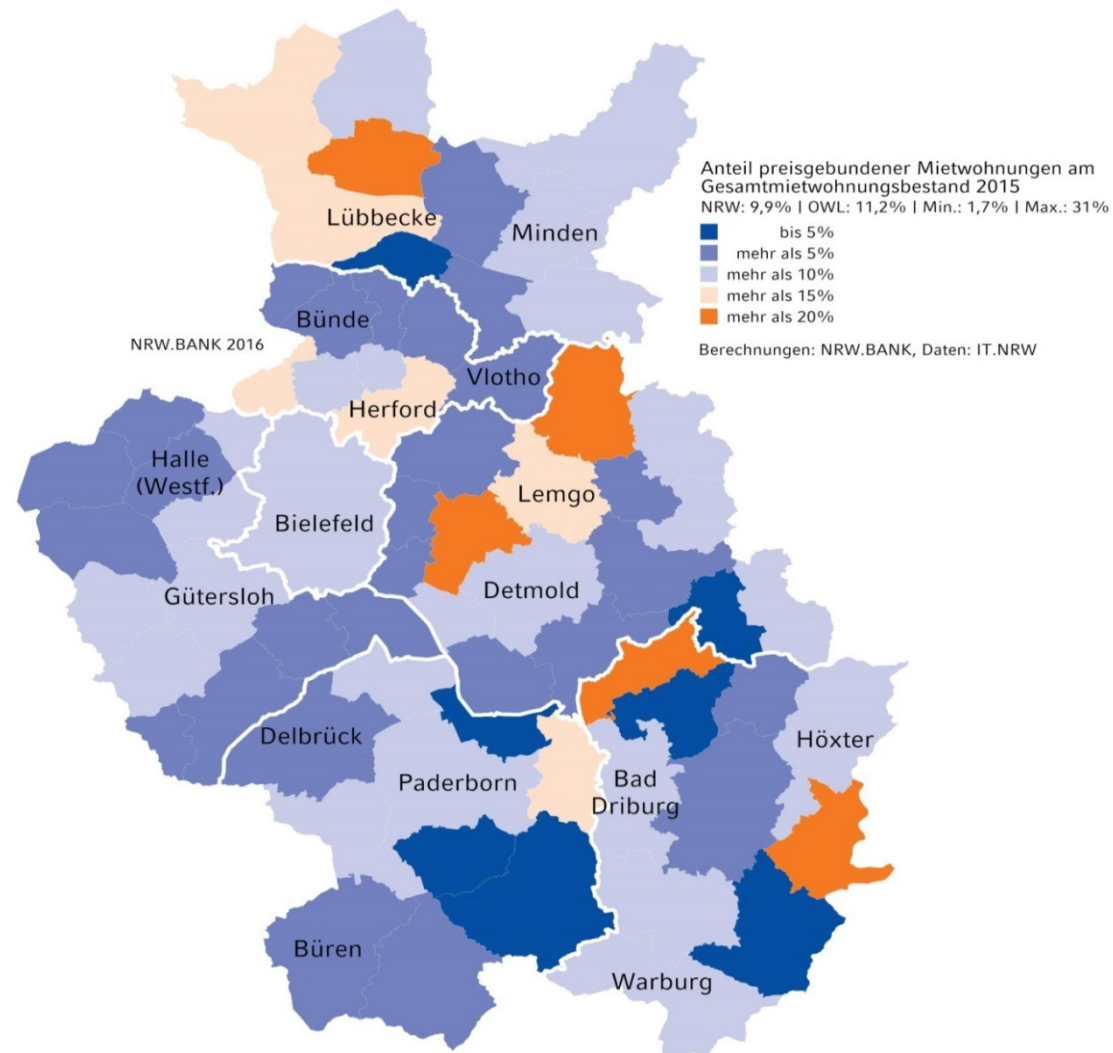 Anteil preisgebundener Mietwohnungen am
Gesamtmietwohnungsbestand 2015
NRW: 9,9% | OWL: 11,2% | Min.: 1,7% | Max.: 31%
bis 5%
mehr als 5%
mehr als 10%
mehr als 15%
mehr als 20%
Berechnungen: NRW.BANK, Daten: IT.NRW
NRW.BANK 2016
Lübbecke
Minden
Bünde
Vlotho
Herford
Halle
(Westf.)
Lemgo
Bielefeld
Detmold
Gütersloh
Delbrück
Höxter
Paderborn
Bad
Driburg
Büren
Warburg